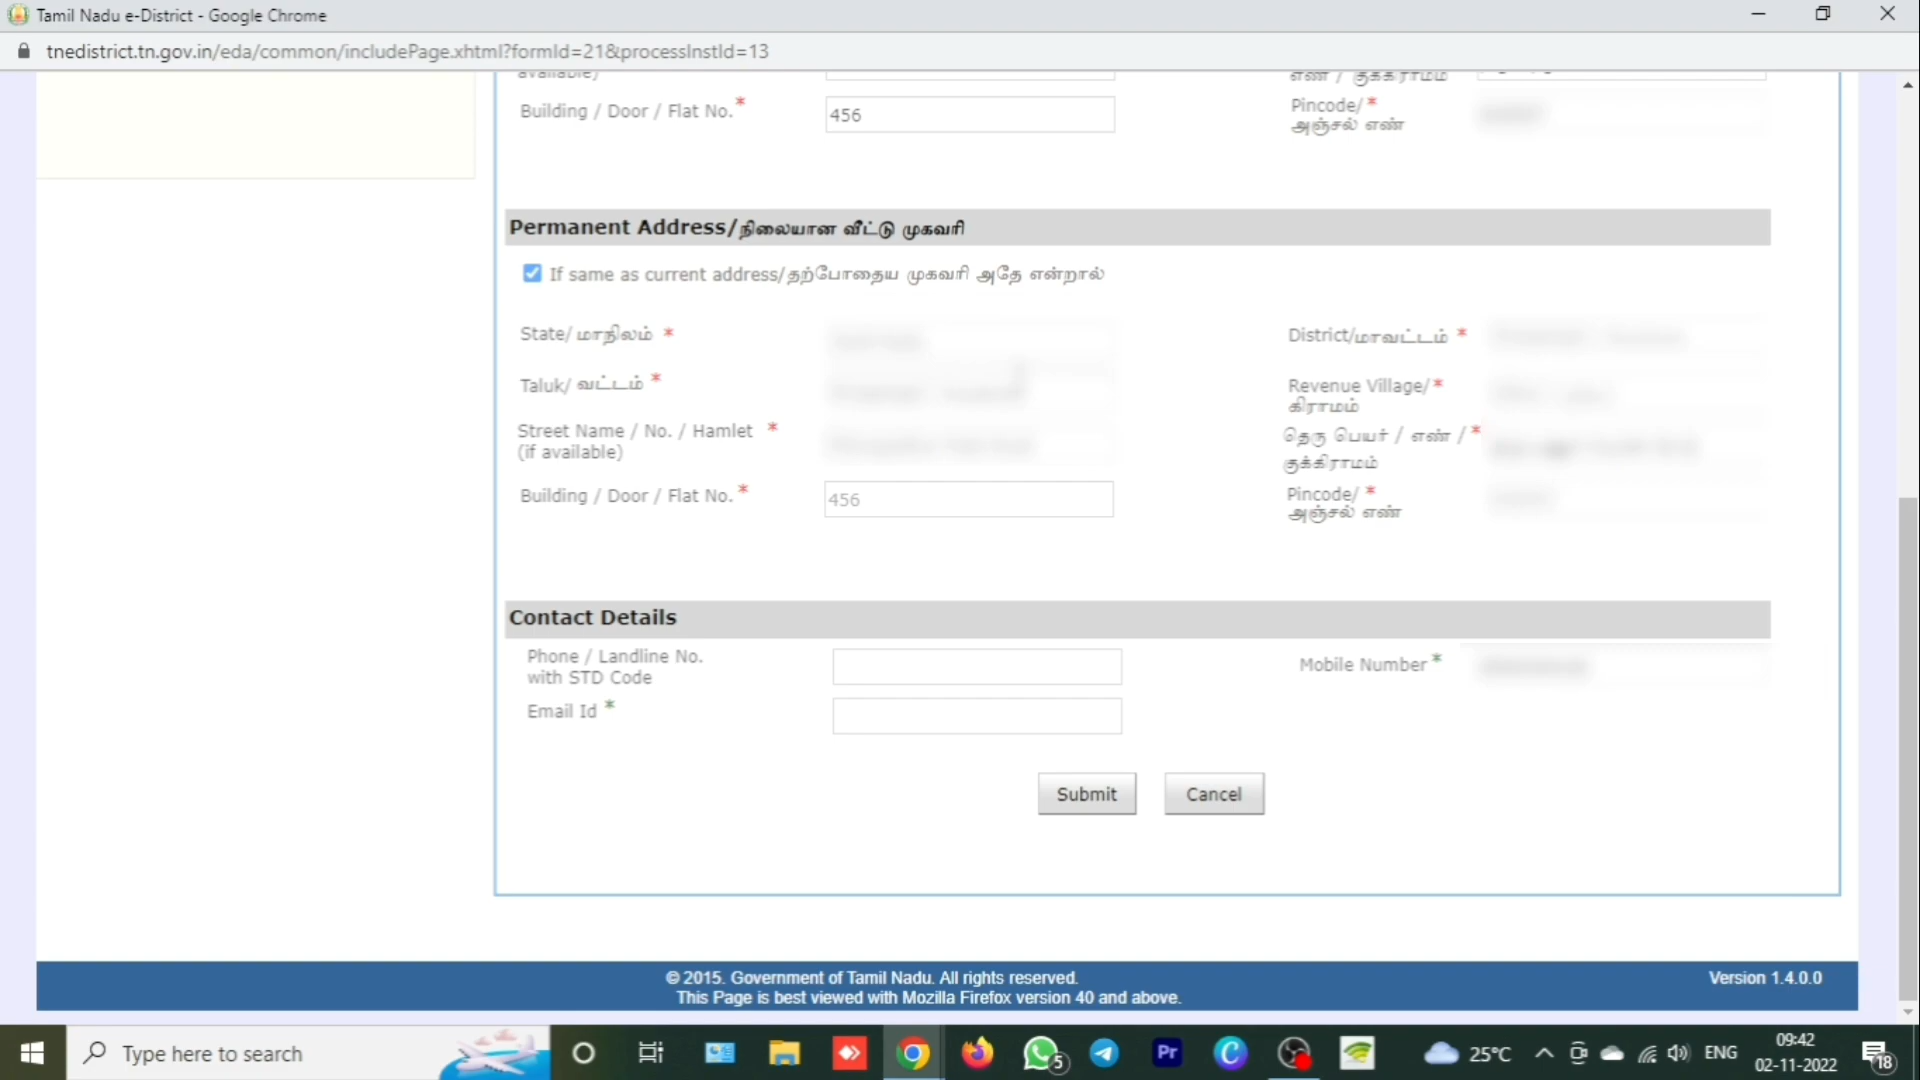 Tamil Nadu e-District - Google Chrome
tnedistrict.tn.gov.in/eda/common/includePage.xhtml?formId=21&processInstId=13
available)
எண் / குக்கிராமம்
Building / Door / Flat No.*
456
Pincode/ *
அஞ்சல் எண்
Permanent Address/நிலையான வீட்டு முகவரி
If same as current address/தற்போதைய முகவரி அதே என்றால்
State/ மாநிலம் *
District/மாவட்டம் *
Taluk/ வட்டம் *
Revenue Village/ *
கிராமம்
Street Name / No. / Hamlet *
(if available)
தெரு பெயர் / எண் / *
குக்கிராமம்
Building / Door / Flat No. *
456
Pincode/ *
அஞ்சல் எண்
Contact Details
Phone / Landline No.
with STD Code
Mobile Number *
Email Id *
Submit
Cancel
© 2015. Government of Tamil Nadu. All rights reserved.
This Page is best viewed with Mozilla Firefox version 40 and above.
Version 1.4.0.0
Type here to search
5
Pr
25°C
ENG
09:42
02-11-2022
18